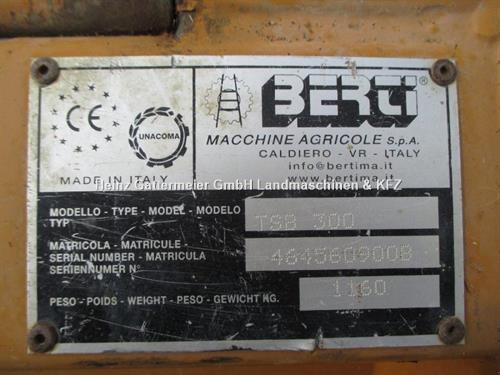 CE
UNACOMA
MADE IN ITALY
BERTI®
MACCHINE AGRICOLE S.p.A.
CALDIERO - VR - ITALY
info@bertima.it
www.bertima.it
Heinz Gattermeier GmbH Landmaschinen & KFZ
MODELLO - TYPE - MODEL - MODELO
TYP
TSB 300
MATRICOLA - MATRICULE -
SERIAL NUMBER - MATRICULA
SERIENNUMER N°
464560900B
PESO - POIDS - WEIGHT - PESO - GEWICHT KG.
1160